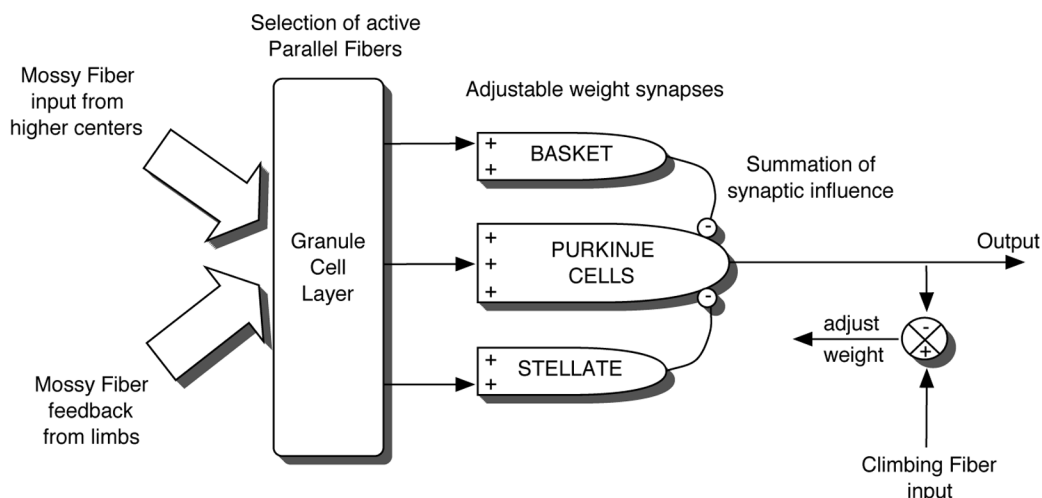 Selection of active
Parallel Fibers
Mossy Fiber
input from
higher centers
Adjustable weight synapses
+
+
BASKET
Summation of
synaptic influence
-
Granule
Cell
Layer
+
+
+
PURKINJE
CELLS
Output
-
-
+
adjust
weight
+
+
STELLATE
Mossy Fiber
feedback
from limbs
Climbing Fiber
input